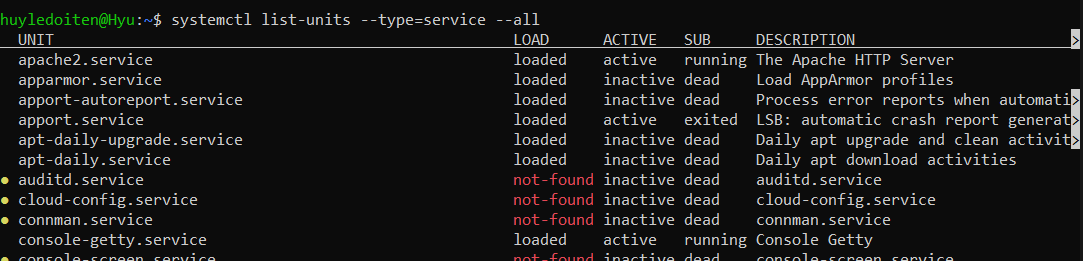 huyledoiten@Hyu:~$ systemctl list-units --type=service --all
UNIT LOAD ACTIVE SUB DESCRIPTION >
apache2.service loaded active running The Apache HTTP Server
apparmor.service loaded inactive dead Load AppArmor profiles
apport-autoreport.service loaded inactive dead Process error reports when automati>
apport.service loaded active exited LSB: automatic crash report generat>
apt-daily-upgrade.service loaded inactive dead Daily apt upgrade and clean activit>
apt-daily.service loaded inactive dead Daily apt download activities
● auditd.service not-found inactive dead auditd.service
● cloud-config.service not-found inactive dead cloud-config.service
● connman.service not-found inactive dead connman.service
console-getty.service loaded active running Console Getty
● console-screen.service not-found inactive dead console-screen.service